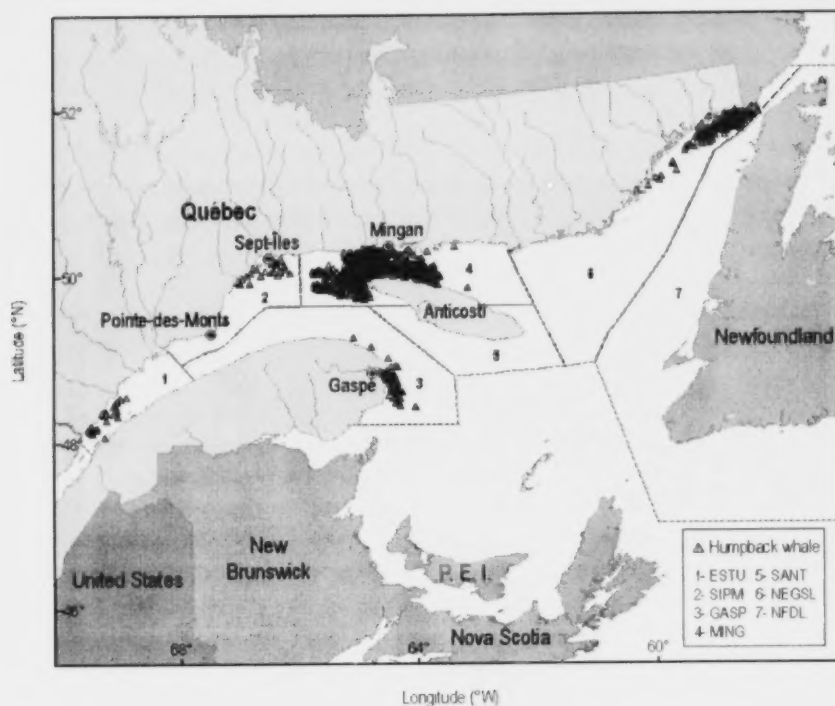 52°
Québec
Sept-Îles
Mingan
50°
2
4
6
7
Pointe-des-Monts
Anticosti
Newfoundland
1
5
Gaspé
3
48°
New
Brunswick
United States
P. E. I.
46°
Nova Scotia
Humpback whale
1- ESTU 5- SANT
2- SIPM 6- NEGSL
3- GASP 7- NFDL
4- MING
68°
64°
60°
Latitude (°N)
Longitude (°W)